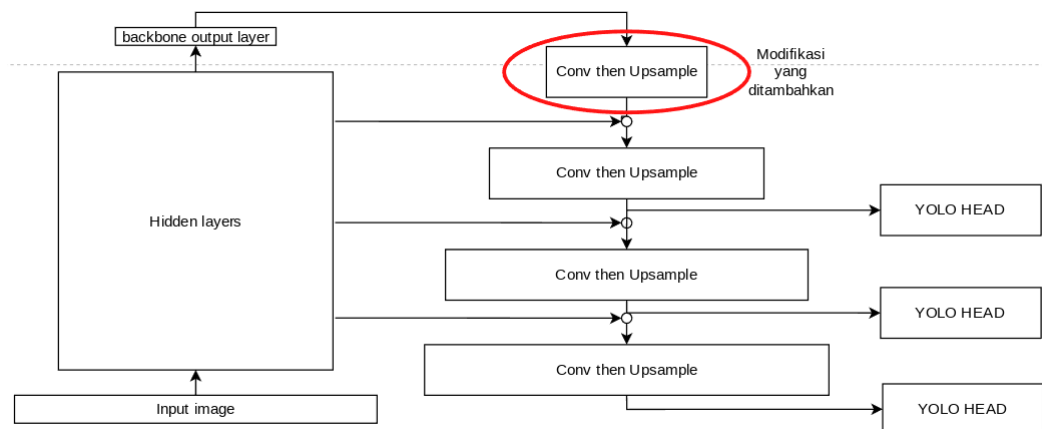 backbone output layer
Conv then Upsample
Modifikasi
yang
ditambahkan
Conv then Upsample
Hidden layers
YOLO HEAD
Conv then Upsample
YOLO HEAD
Conv then Upsample
Input image
YOLO HEAD